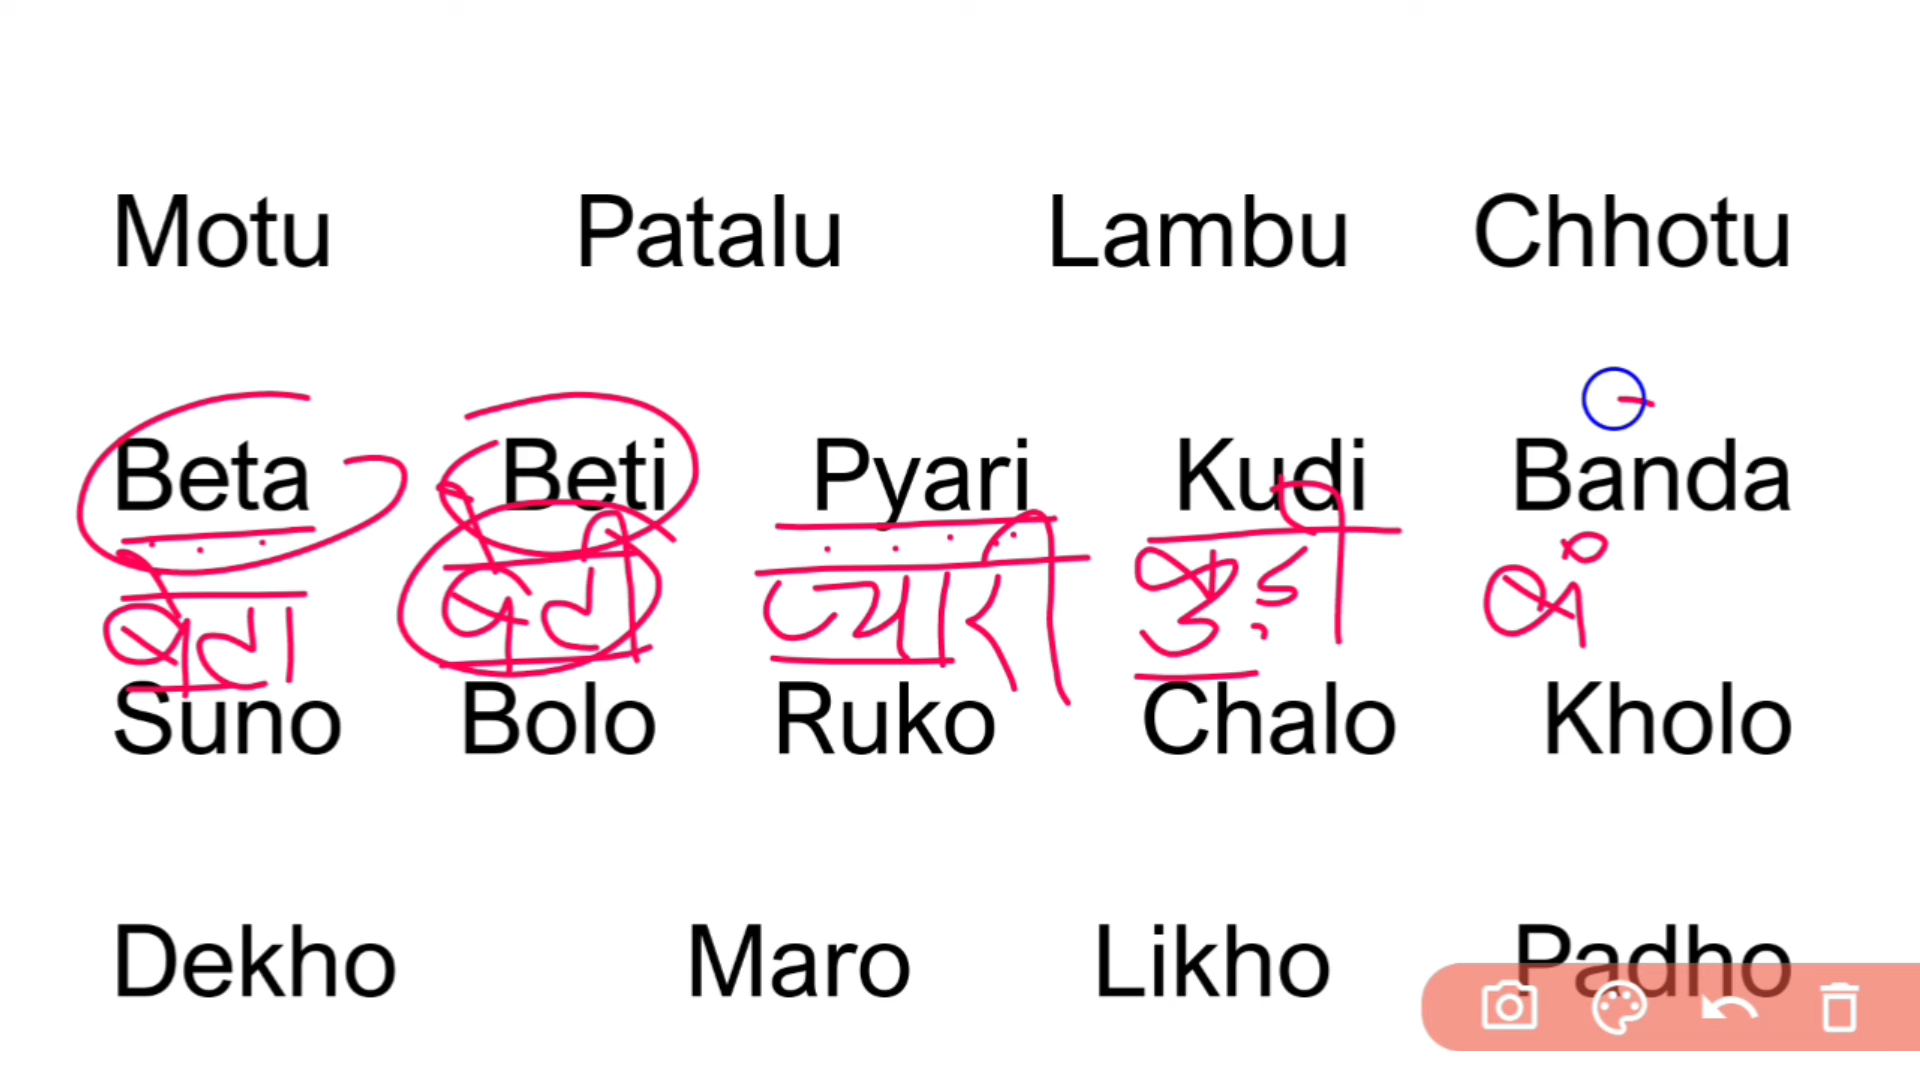 Motu Patalu Lambu Chhotu
Beta Beti Pyari Kudi Banda
बेटा बेटी प्यारी कुड़ी बं
Suno Bolo Ruko Chalo Kholo
Dekho Maro Likho Padho